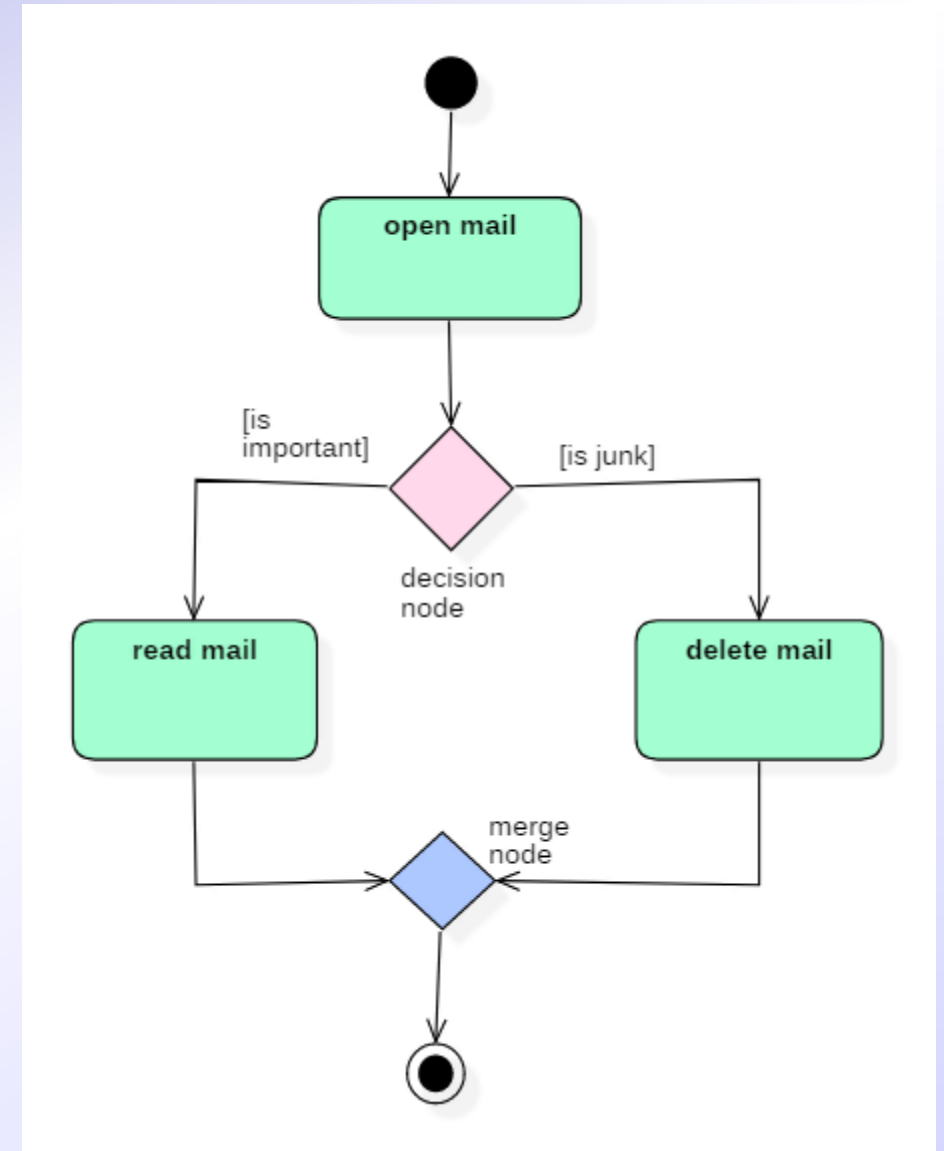 open mail
[is
important]
[is junk]
decision
node
read mail
delete mail
merge
node